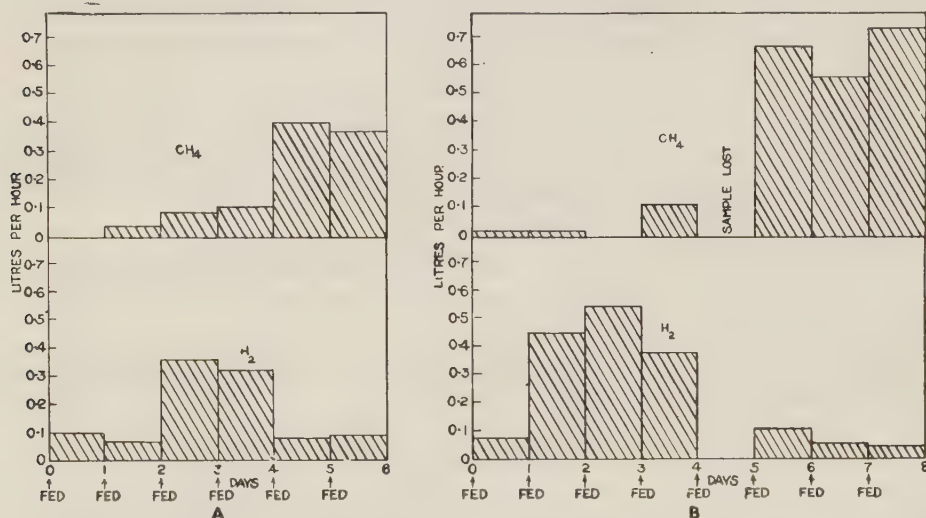 0.7
0.6
0.5
0.4
0.3
0.2
0.1
0
CH4
LITRES PER HOUR
0.7
0.6
0.5
0.4
0.3
0.2
0.1
0
H2
0 1 2 3 DAYS 4 5 6
FED FED FED FED FED FED
A
0.7
0.6
0.5
0.4
0.3
0.2
0.1
0
CH4
SAMPLE LOST
LITRES PER HOUR.
0.7
0.6
0.5
0.4
0.3
0.2
0.1
0
H2
0 1 2 3 4 DAYS 5 6 7 8
FED FED FED FED FED FED FED FED
B